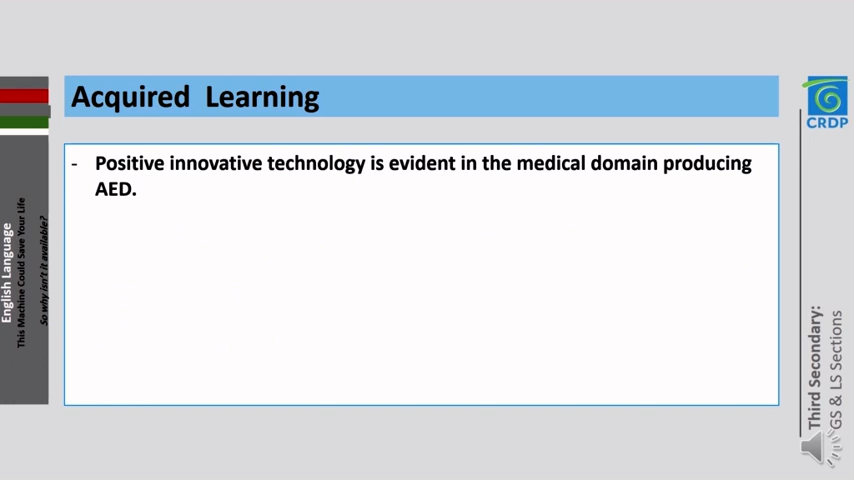 Acquired Learning
- Positive innovative technology is evident in the medical domain producing
AED.
English Language
This Machine Could Save Your Life
So why isn't it available?
CRDP
Third Secondary:
GS & LS Sections